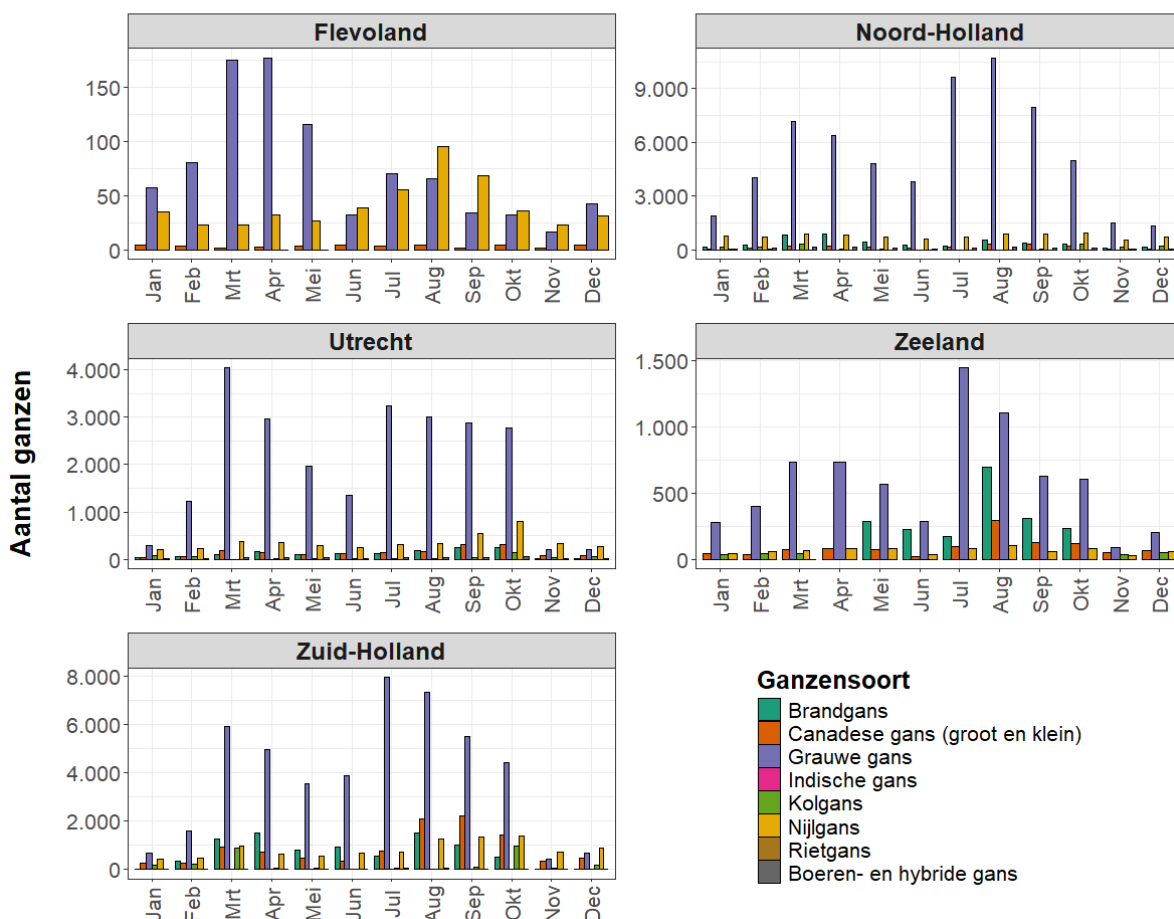 Aantal ganzen
Flevoland
150
100
50
0
Jan Feb Mrt Apr Mei Jun Jul Aug Sep Okt Nov Dec
Noord-Holland
9.000
6.000
3.000
0
Jan Feb Mrt Apr Mei Jun Jul Aug Sep Okt Nov Dec
Utrecht
4.000
3.000
2.000
1.000
0
Jan Feb Mrt Apr Mei Jun Jul Aug Sep Okt Nov Dec
Zeeland
1.500
1.000
500
0
Jan Feb Mrt Apr Mei Jun Jul Aug Sep Okt Nov Dec
Zuid-Holland
8.000
6.000
4.000
2.000
0
Jan Feb Mrt Apr Mei Jun Jul Aug Sep Okt Nov Dec
Ganzensoort
Brandgans
Canadese gans (groot en klein)
Grauwe gans
Indische gans
Kolgans
Nijlgans
Rietgans
Boeren- en hybride gans